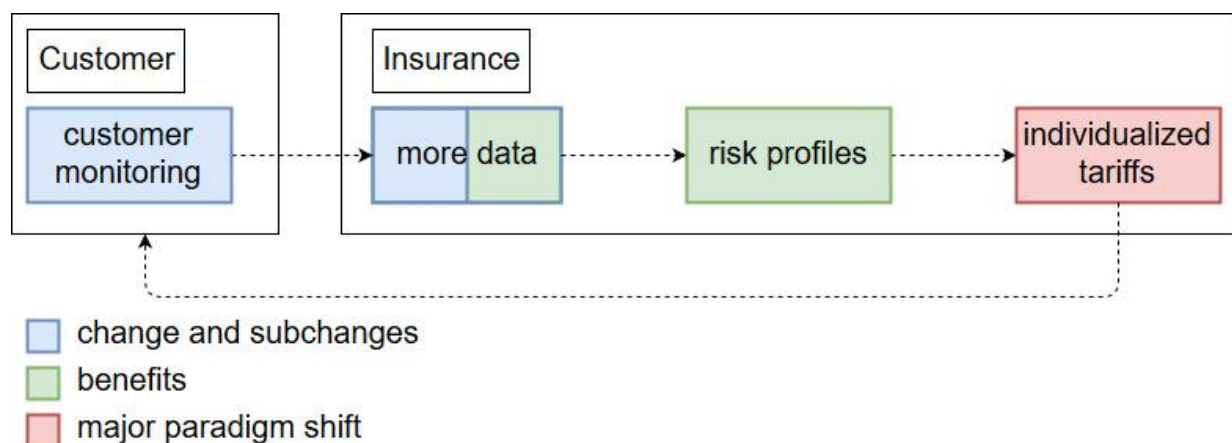 Customer
customer
monitoring
Insurance
more data
risk profiles
individualized
tariffs
change and subchanges
benefits
major paradigm shift